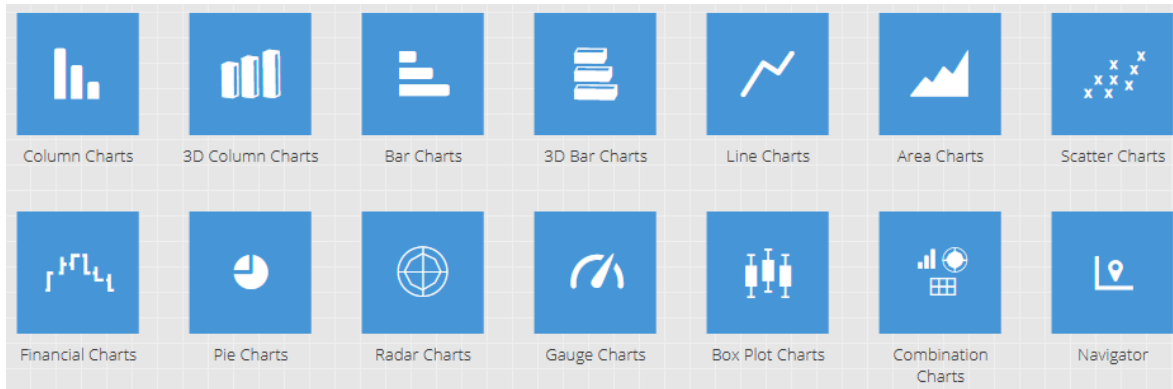 Column Charts
3D Column Charts
Bar Charts
3D Bar Charts
Line Charts
Area Charts
Scatter Charts
Financial Charts
Pie Charts
Radar Charts
Gauge Charts
Box Plot Charts
Combination
Charts
Navigator